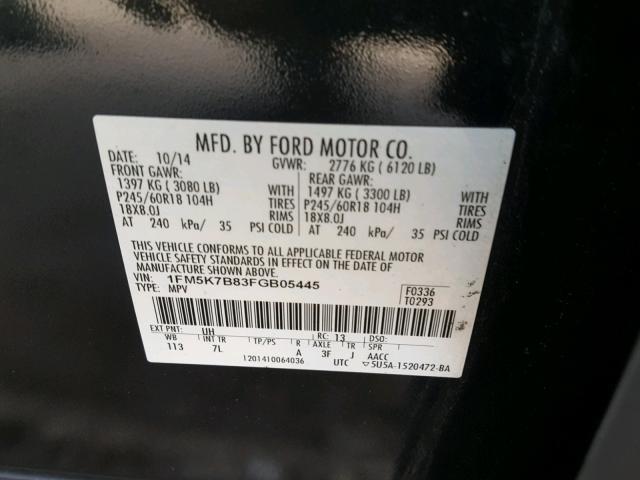 MFD. BY FORD MOTOR CO.
DATE: 10/14 GVWR: 2776 KG ( 6120 LB)
FRONT GAWR: REAR GAWR:
1397 KG ( 3080 LB) WITH 1497 KG ( 3300 LB) WITH
P245/60R18 104H TIRES P245/60R18 104H TIRES
18X8.0J RIMS 18X8.0J RIMS
AT 240 kPa/ 35 PSI COLD AT 240 kPa/ 35 PSI COLD
THIS VEHICLE CONFORMS TO ALL APPLICABLE FEDERAL MOTOR
VEHICLE SAFETY STANDARDS IN EFFECT ON THE DATE OF
MANUFACTURE SHOWN ABOVE.
VIN: 1FM5K7B83FGB05445 F0336
TYPE: MPV T0293
EXT PNT: UH RC: 13 DSO:
WB INT TR TP/PS R AXLE TR SPR
113 7L A 3F J AACC
1201410064036 UTC ▽5U5A-1520472-BA